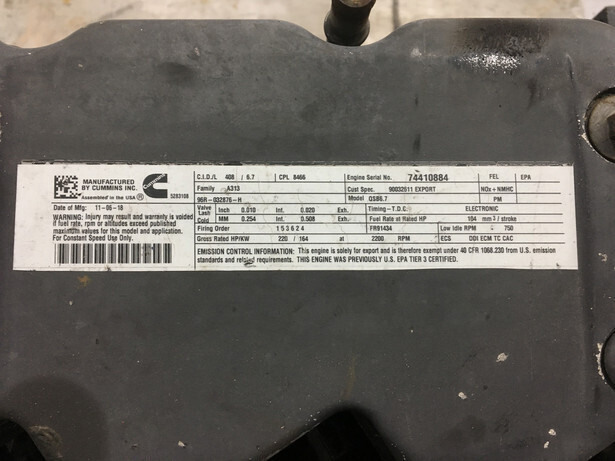 MANUFACTURED
BY CUMMINS INC.
Assembled in the USA
Cummins
5283108
Date of Mfg: 11-06-18
WARNING: Injury may result and warranty is voided
if fuel rate, rpm or altitudes exceed published
maximum values for this model and application.
For Constant Speed Use Only.
C.I.D./L 408 / 6.7 CPL 8466 Engine Serial No. 74410884 FEL EPA
Family A313 Cust Spec. 90032611 EXPORT NOx+NMHC
96R-032876-H Model QSB6.7 PM
Valve Lash Cold Inch 0.010 Int. 0.020 Exh. Timing-T.D.C. ELECTRONIC
MM 0.254 Int. 0.508 Exh. Fuel Rate at Rated HP 104 mm³ / stroke
Firing Order 1 5 3 6 2 4 FR91434 Low Idle RPM 750
Gross Rated HP/KW 220 / 164 at 2200 RPM ECS DDI ECM TC CAC
EMISSION CONTROL INFORMATION: This engine is solely for export and is therefore exempt under 40 CFR 1068.230 from U.S. emission
standards and related requirements. THIS ENGINE WAS PREVIOUSLY U.S. EPA TIER 3 CERTIFIED.